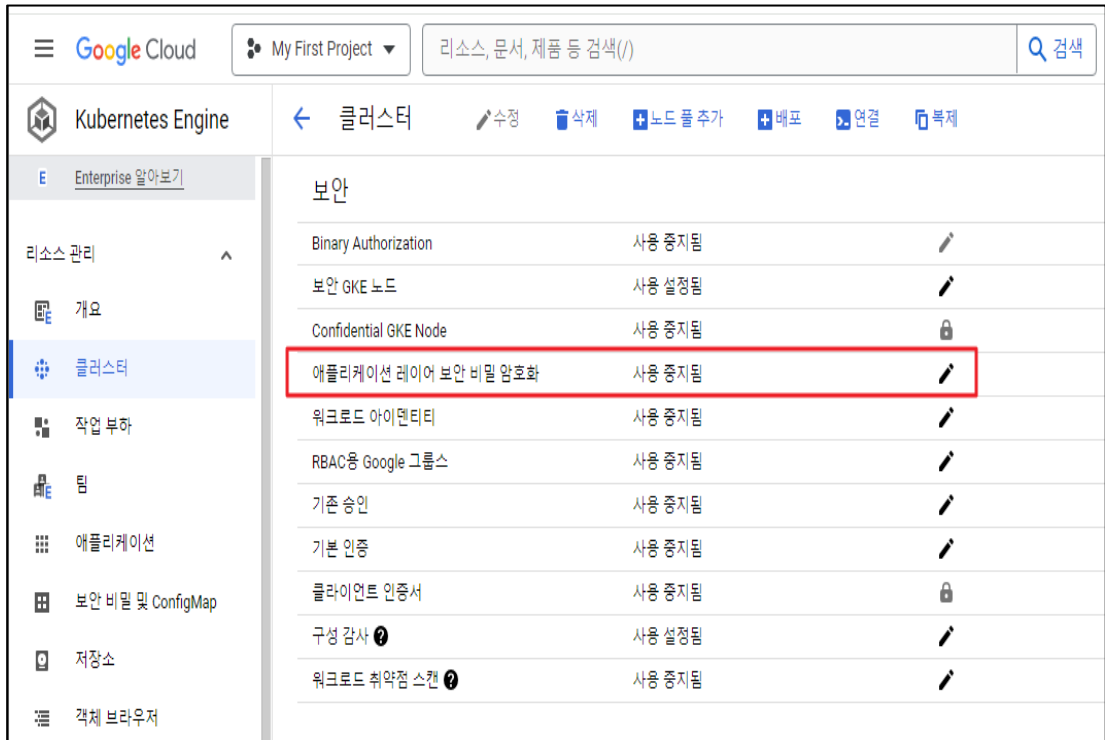 Google Cloud
My First Project
리소스, 문서, 제품 등 검색(/)
검색
Kubernetes Engine
클러스터
수정
삭제
노드 풀 추가
배포
연결
복제
E Enterprise 알아보기
리소스 관리
개요
클러스터
작업 부하
팀
애플리케이션
보안 비밀 및 ConfigMap
저장소
객체 브라우저
보안
Binary Authorization 사용 중지됨
보안 GKE 노드 사용 설정됨
Confidential GKE Node 사용 중지됨
애플리케이션 레이어 보안 비밀 암호화 사용 중지됨
워크로드 아이덴티티 사용 중지됨
RBAC용 Google 그룹스 사용 중지됨
기존 승인 사용 중지됨
기본 인증 사용 중지됨
클라이언트 인증서 사용 중지됨
구성 감사 사용 설정됨
워크로드 취약점 스캔 사용 중지됨